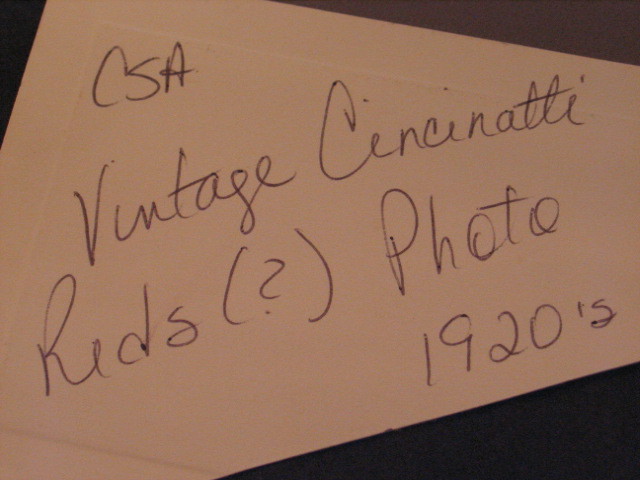 CSA
Vintage Cincinatti
Reds (?) Photo
1920's